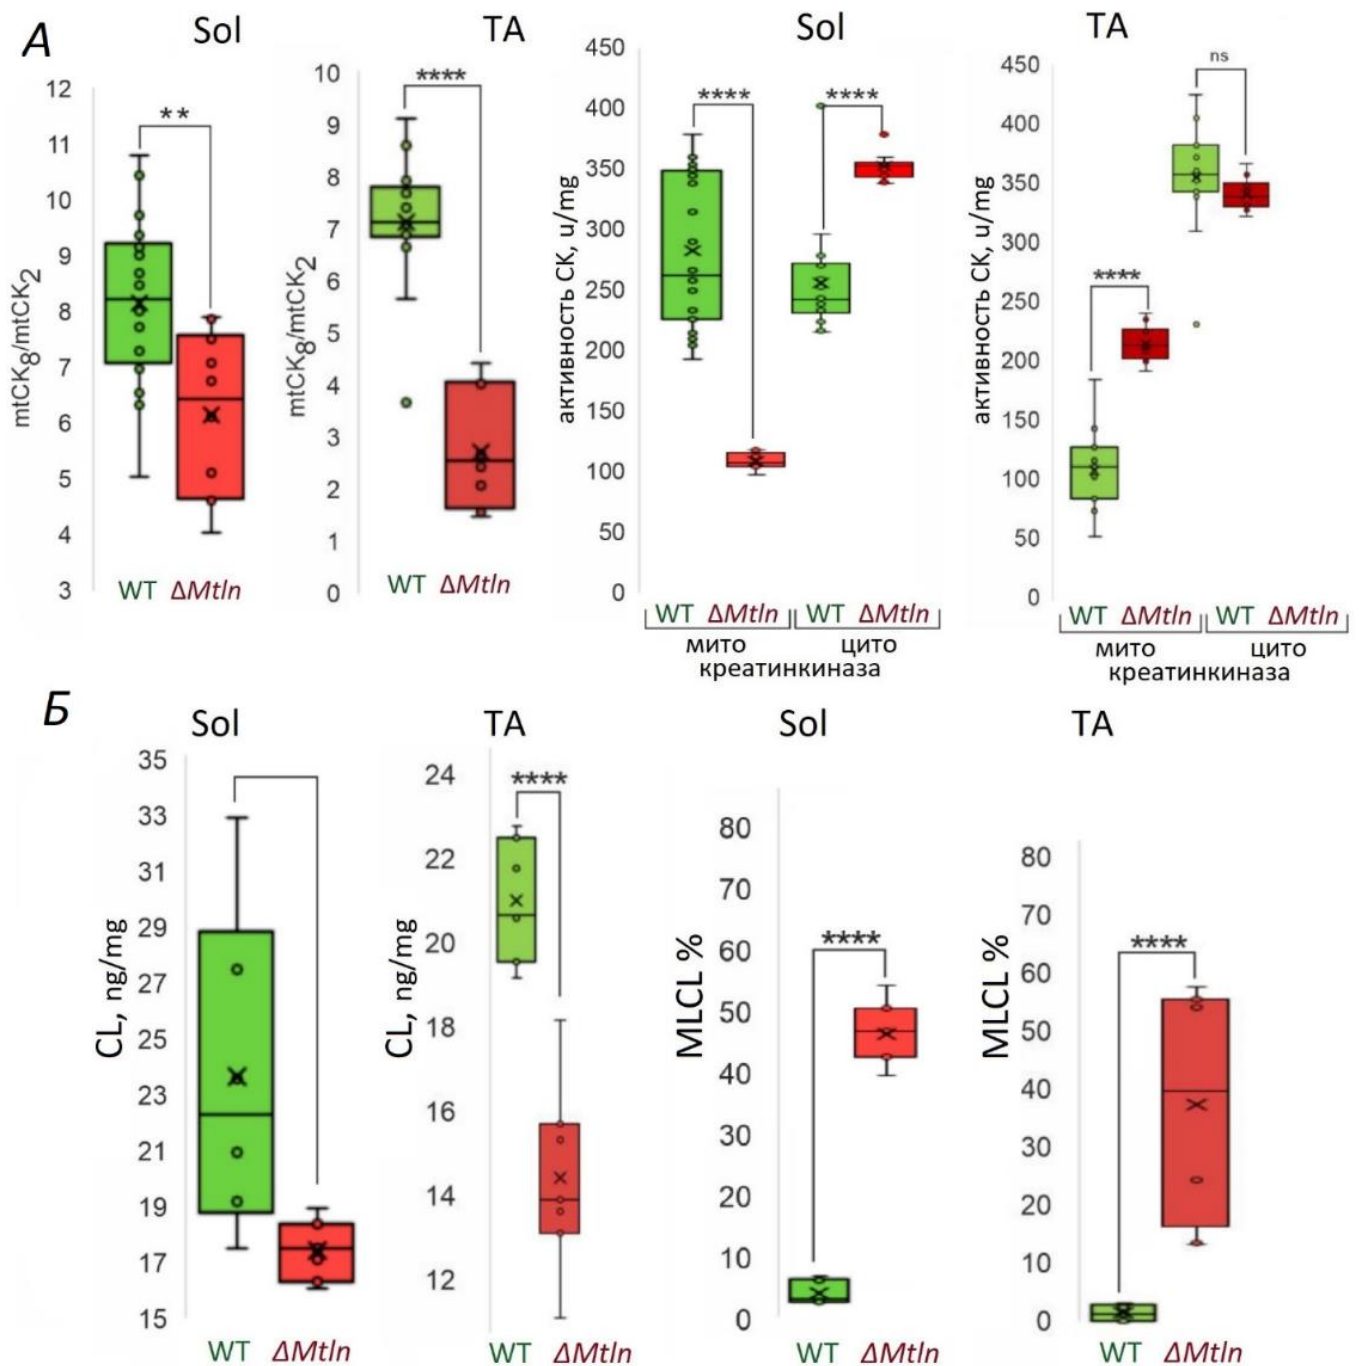 А
Sol
TA
Sol
TA
mtCK8/mtCK2
12
11
10
9
8
7
6
5
4
3
**
WT ΔMtln
mtCK8/mtCK2
10
9
8
7
6
5
4
3
2
1
0
****
WT ΔMtln
активность СК, u/mg
450
400
350
300
250
200
150
100
50
0
****
****
WT ΔMtln WT ΔMtln
мито цито
креатинкиназа
активность СК, u/mg
450
400
350
300
250
200
150
100
50
0
****
ns
WT ΔMtln WT ΔMtln
мито цито
креатинкиназа
Б
Sol
TA
Sol
TA
CL, ng/mg
35
33
31
29
27
25
23
21
19
17
15
WT ΔMtln
CL, ng/mg
24
22
20
18
16
14
12
****
WT ΔMtln
MLCL %
80
70
60
50
40
30
20
10
0
****
WT ΔMtln
MLCL %
80
70
60
50
40
30
20
10
0
****
WT ΔMtln